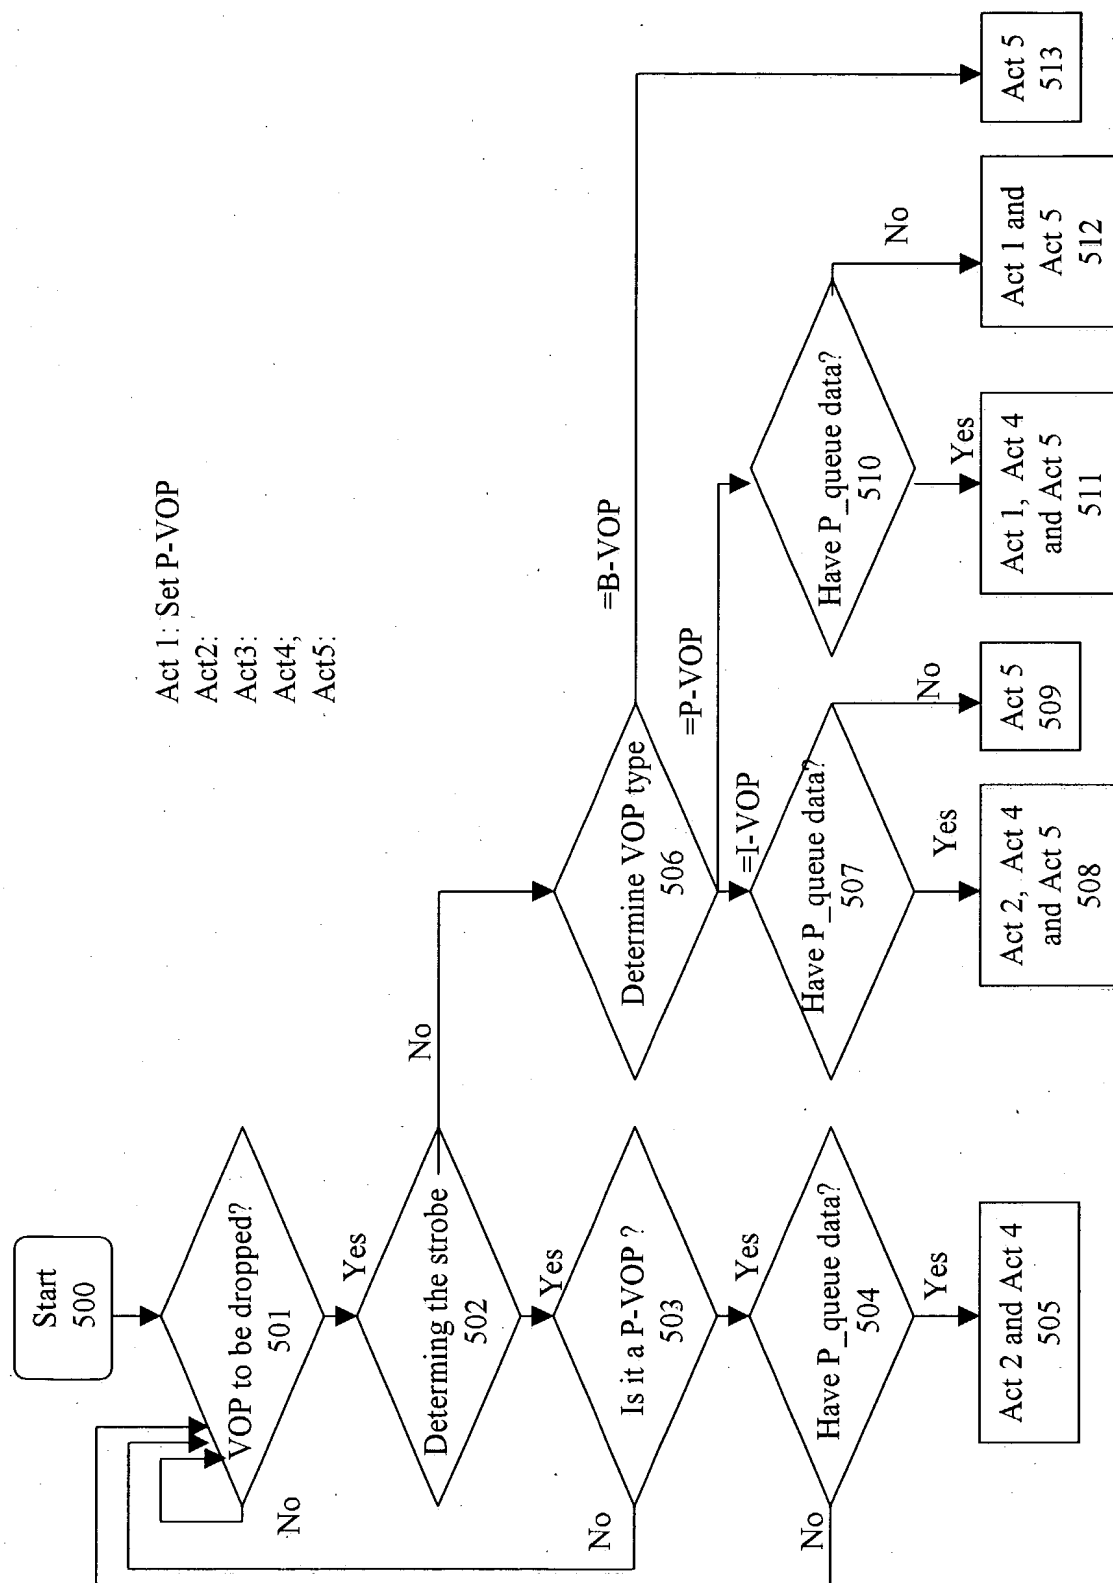 Start
500
VOP to be dropped?
501
No
Yes
Determing the strobe
502
No
Yes
Is it a P-VOP ?
503
No
Yes
Have P_queue data?
504
No
Yes
Act 2 and Act 4
505
Act 1: Set P-VOP
Act2:
Act3:
Act4;
Act5:
Determine VOP type
506
=I-VOP
=P-VOP
=B-VOP
Have P_queue data?
507
Yes
No
Act 2, Act 4
and Act 5
508
Act 5
509
Have P_queue data?
510
Yes
No
Act 1, Act 4
and Act 5
511
Act 1 and
Act 5
512
Act 5
513